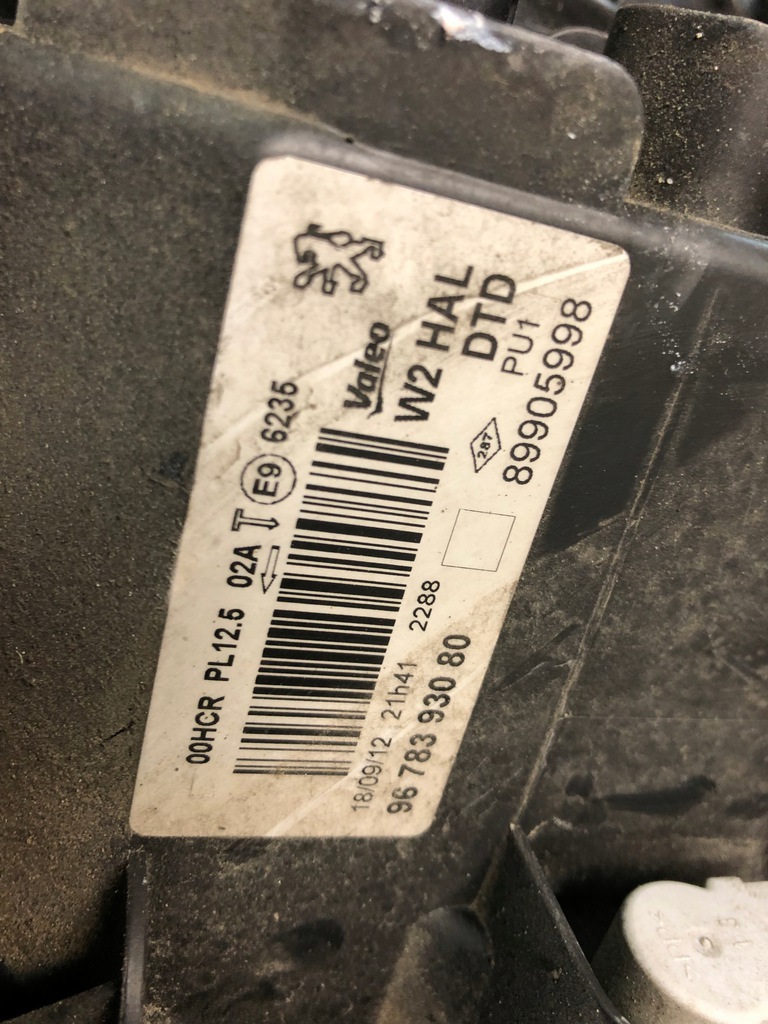 Valeo
W2 HAL
DTD
PU1
89905998
287
00HCR PL12.5 02A E9 6235
2288
18/09/12 21h41
96 783 930 80